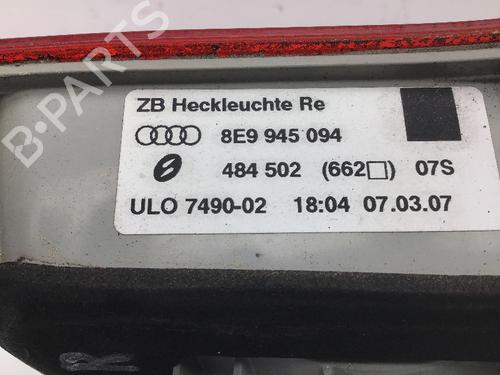 ZB Heckleuchte Re
8E9 945 094
484 502 (662□) 07S
ULO 7490-02 18:04 07.03.07
B-PARTS